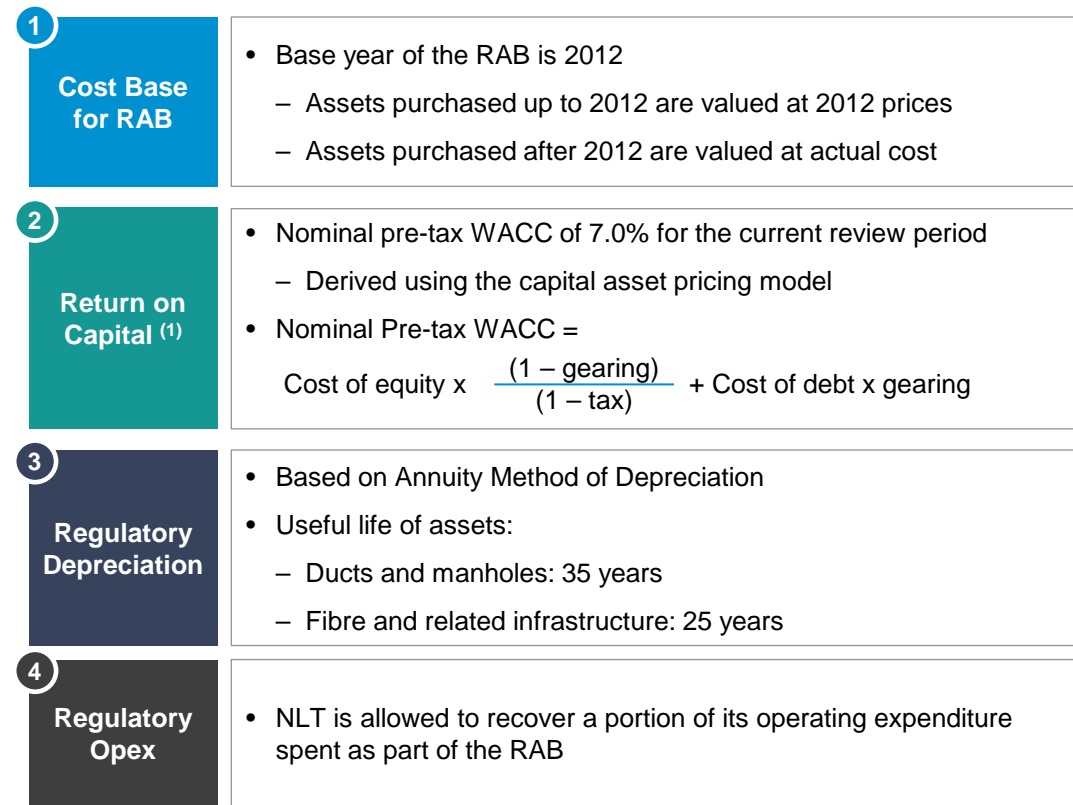 1
Cost Base
for RAB
• Base year of the RAB is 2012
– Assets purchased up to 2012 are valued at 2012 prices
– Assets purchased after 2012 are valued at actual cost
2
Return on
Capital (1)
• Nominal pre-tax WACC of 7.0% for the current review period
– Derived using the capital asset pricing model
• Nominal Pre-tax WACC =
Cost of equity x (1 – gearing) / (1 – tax) + Cost of debt x gearing
3
Regulatory
Depreciation
• Based on Annuity Method of Depreciation
• Useful life of assets:
– Ducts and manholes: 35 years
– Fibre and related infrastructure: 25 years
4
Regulatory
Opex
• NLT is allowed to recover a portion of its operating expenditure
spent as part of the RAB